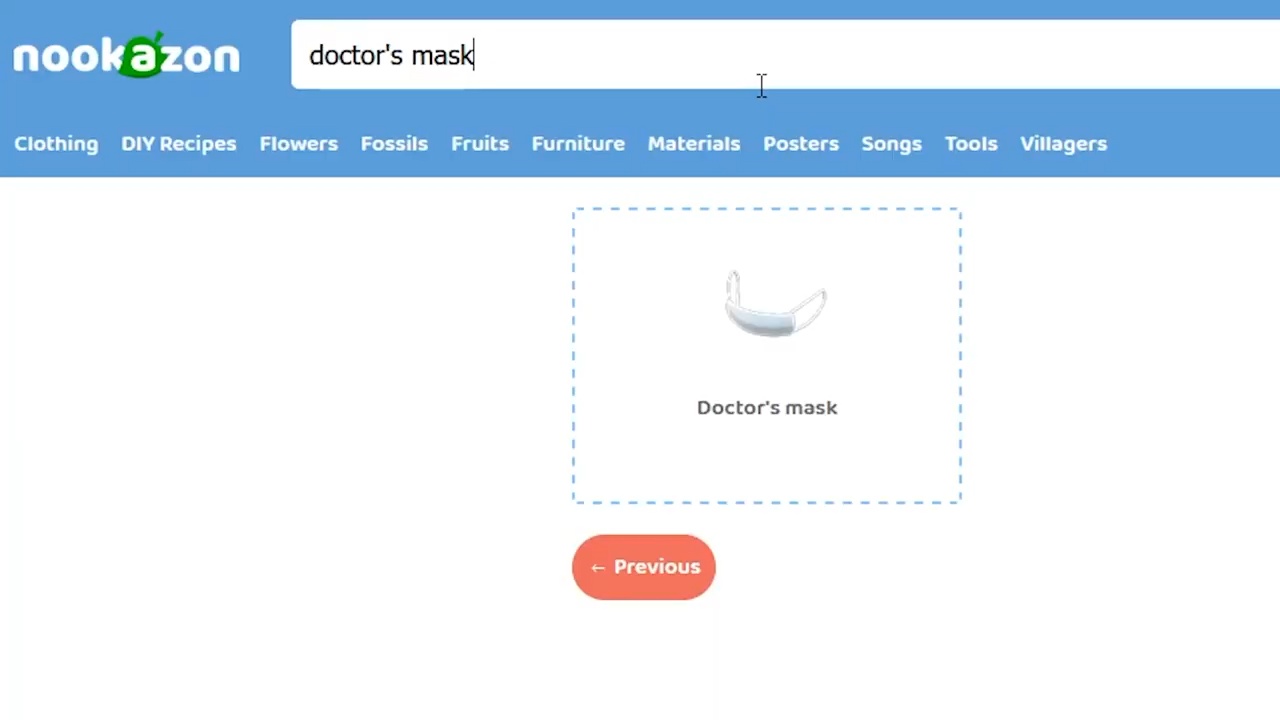 nookazon
doctor's mask
Clothing DIY Recipes Flowers Fossils Fruits Furniture Materials Posters Songs Tools Villagers
Doctor's mask
← Previous